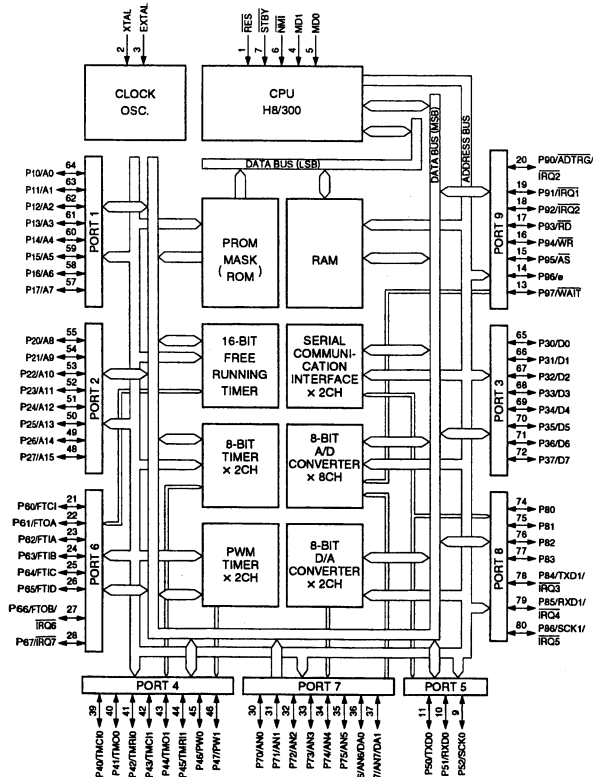 XTAL
EXTAL
RES
STBY
NMI
MD1
MD0
2
3
1
7
6
4
5
CLOCK
OSC.
CPU
H8/300
DATA BUS (LSB)
DATA BUS (MSB)
ADDRESS BUS
PORT 1
P10/A0 64
P11/A1 63
P12/A2 62
P13/A3 61
P14/A4 60
P15/A5 59
P16/A6 58
P17/A7 57
PORT 2
P20/A8 55
P21/A9 54
P22/A10 53
P23/A11 52
P24/A12 51
P25/A13 50
P26/A14 49
P27/A15 48
PORT 6
P60/FTCI 21
P61/FTOA 22
P62/FTIA 23
P63/FTIB 24
P64/FTIC 25
P65/FTID 26
P66/FTOB/ 27
IRQ6
P67/IRQ7 28
PROM
MASK
( ROM )
RAM
16-BIT
FREE
RUNNING
TIMER
SERIAL
COMMUNI-
CATION
INTERFACE
× 2CH
8-BIT
TIMER
× 2CH
8-BIT
A/D
CONVERTER
× 8CH
PWM
TIMER
× 2CH
8-BIT
D/A
CONVERTER
× 2CH
PORT 9
20 P90/ADTRG/
IRQ2
19 P91/IRQ1
18 P92/IRQ2
17 P93/RD
16 P94/WR
15 P95/AS
14 P96/ø
13 P97/WAIT
PORT 3
65 P30/D0
66 P31/D1
67 P32/D2
68 P33/D3
69 P34/D4
70 P35/D5
71 P36/D6
72 P37/D7
PORT 8
74 P80
75 P81
76 P82
77 P83
78 P84/TXD1/
IRQ3
79 P85/RXD1/
IRQ4
80 P86/SCK1/
IRQ5
PORT 4
39 P40/TMCI0
40 P41/TMO0
41 P42/TMRI0
42 P43/TMCI1
43 P44/TMO1
44 P45/TMRI1
45 P46/PW0
46 P47/PW1
PORT 7
30 P70/AN0
31 P71/AN1
32 P72/AN2
33 P73/AN3
34 P74/AN4
35 P75/AN5
36 6/AN6/DA0
37 7/AN7/DA1
PORT 5
11 P50/TXD0
10 P51/RXD0
9 P52/SCK0